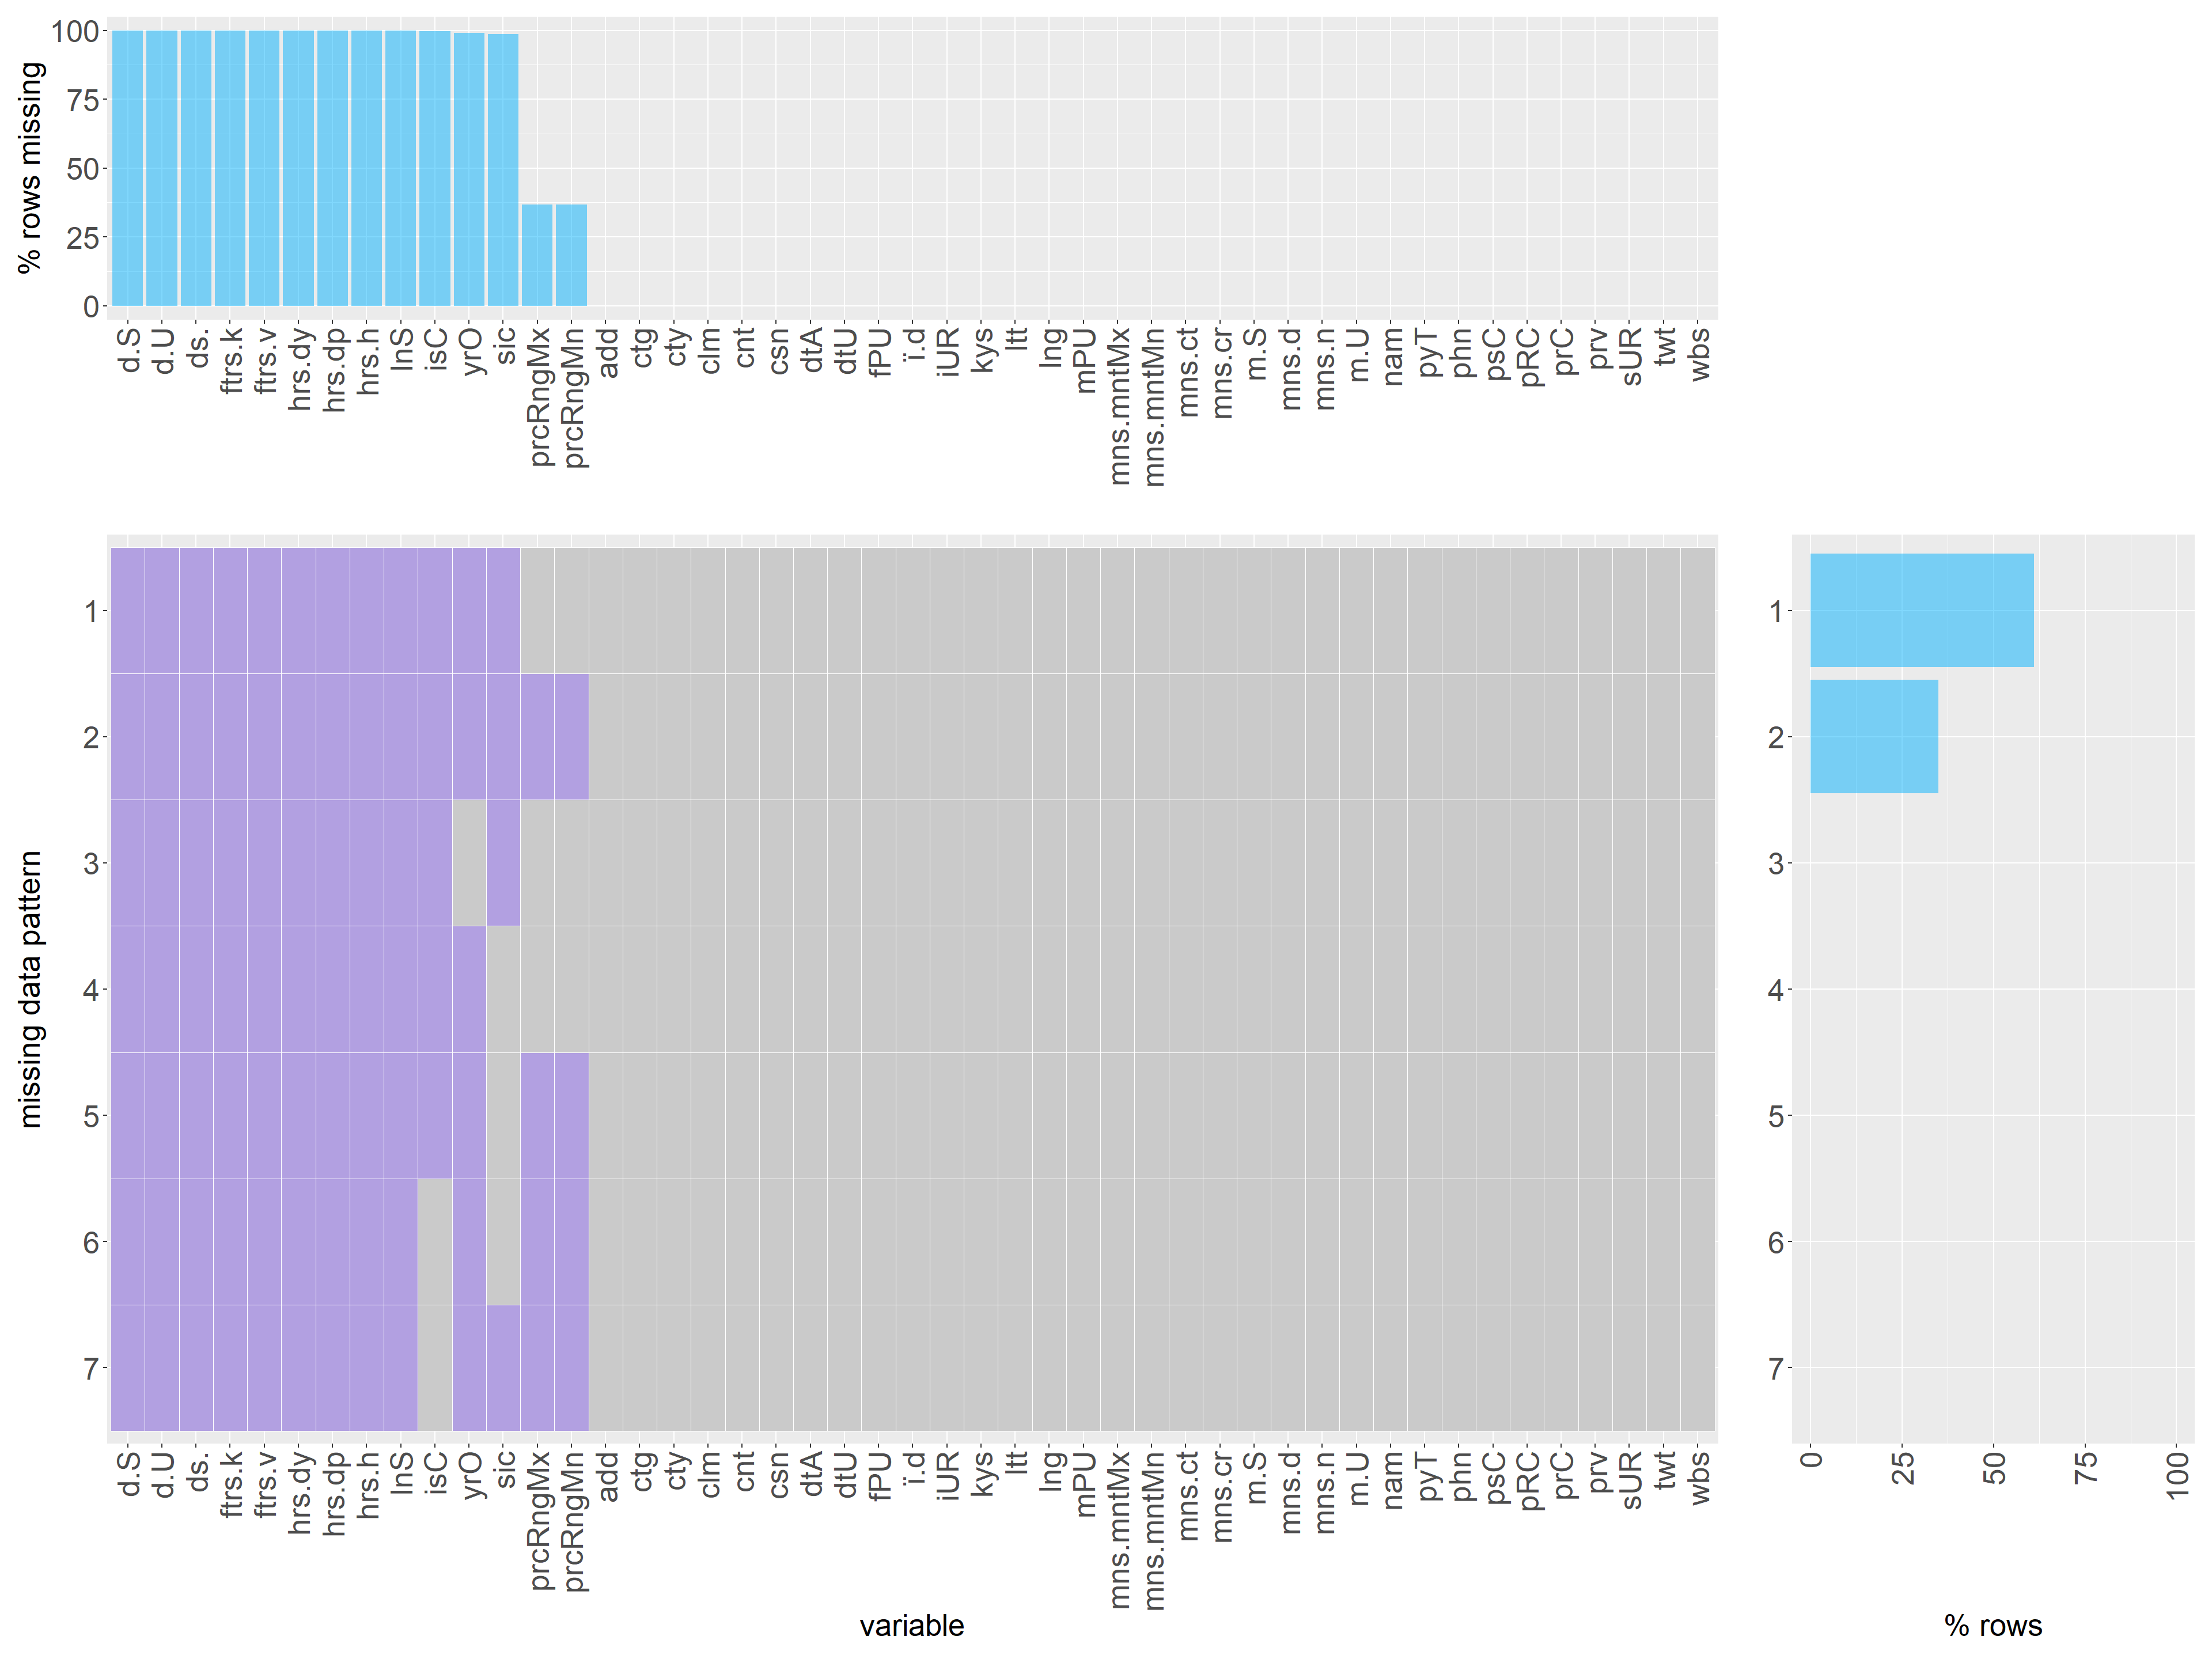 % rows missing
100
75
50
25
0
d.S d.U ds. ftrs.k ftrs.v hrs.dy hrs.dp hrs.h lnS isC yrO sic prcRngMx prcRngMn add ctg cty clm cnt csn dtA dtU fPU ï.d iUR kys ltt lng mPU mns.mntMx mns.mntMn mns.ct mns.cr m.S mns.d mns.n m.U nam pyT phn psC pRC prC prv sUR twt wbs
missing data pattern
1
2
3
4
5
6
7
d.S d.U ds. ftrs.k ftrs.v hrs.dy hrs.dp hrs.h lnS isC yrO sic prcRngMx prcRngMn add ctg cty clm cnt csn dtA dtU fPU ï.d iUR kys ltt lng mPU mns.mntMx mns.mntMn mns.ct mns.cr m.S mns.d mns.n m.U nam pyT phn psC pRC prC prv sUR twt wbs
variable
1
2
3
4
5
6
7
0 25 50 75 100
% rows